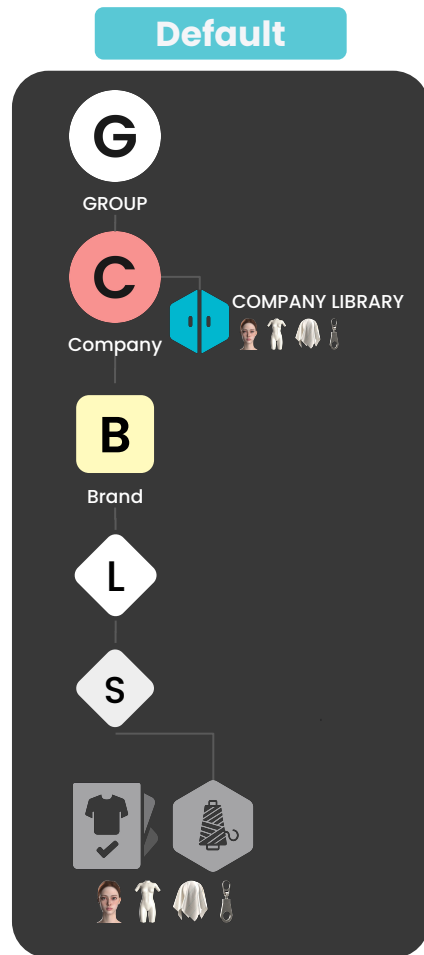 Default
G
GROUP
C
COMPANY LIBRARY
Company
B
Brand
L
S